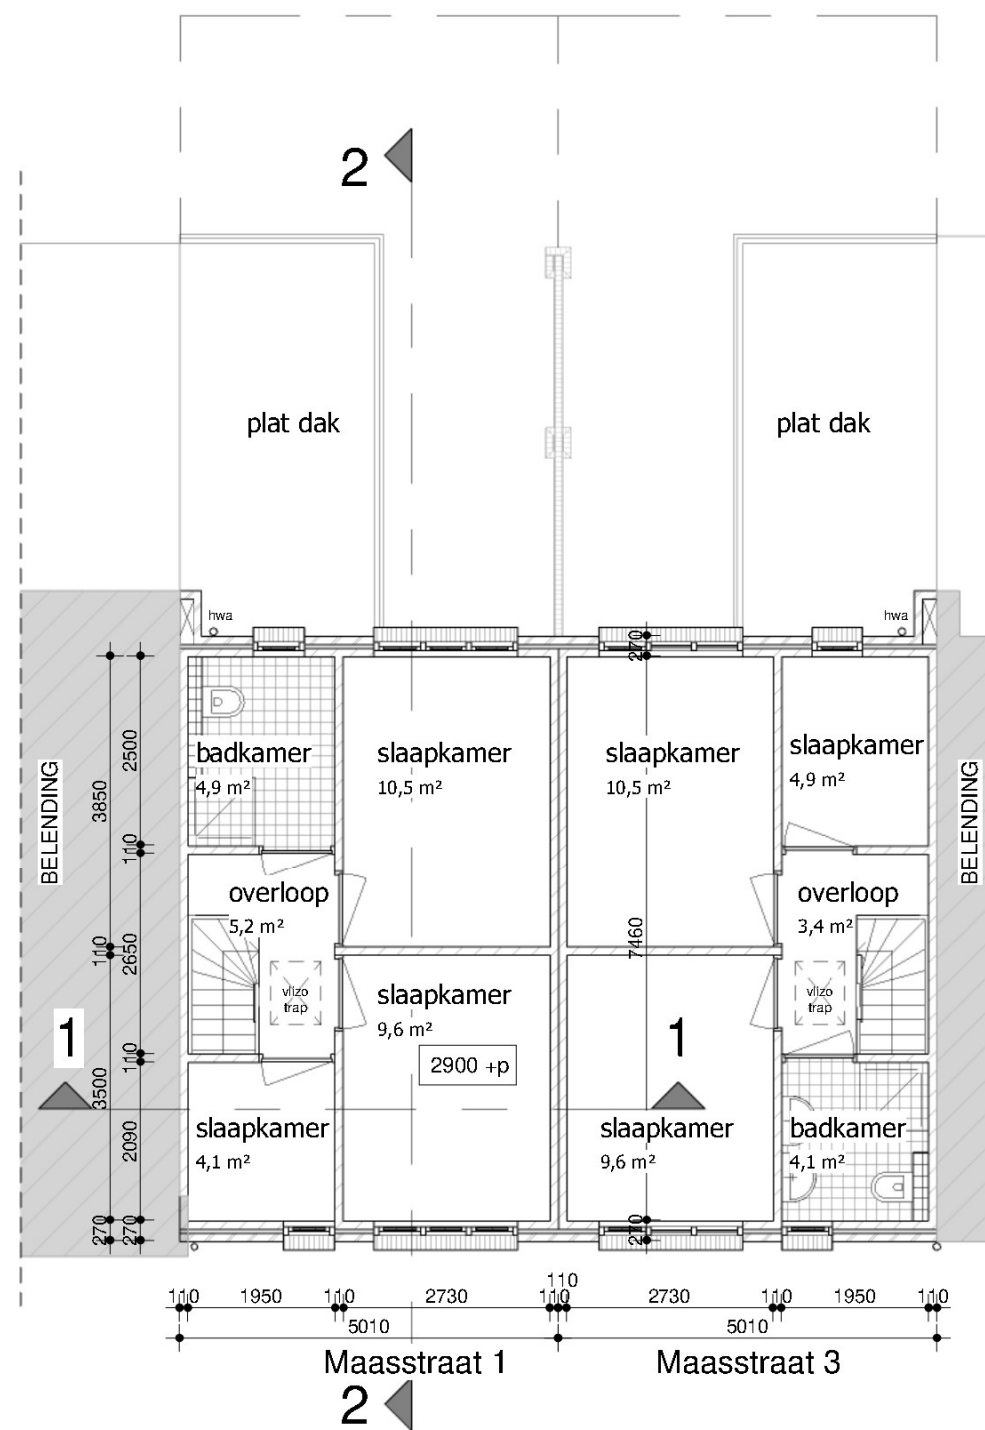 2
plat dak
plat dak
hwa
hwa
270
badkamer
4,9 m²
slaapkamer
10,5 m²
slaapkamer
10,5 m²
slaapkamer
4,9 m²
BELENDING
BELENDING
3850
2500
110
overloop
5,2 m²
overloop
3,4 m²
7460
110
2650
vlizo
trap
vlizo
trap
slaapkamer
9,6 m²
2900 +p
1
1
110
3500
2090
slaapkamer
4,1 m²
slaapkamer
9,6 m²
badkamer
4,1 m²
270
270
270
110
110
1950
110
2730
110
2730
110
1950
110
5010
5010
Maasstraat 1
Maasstraat 3
2